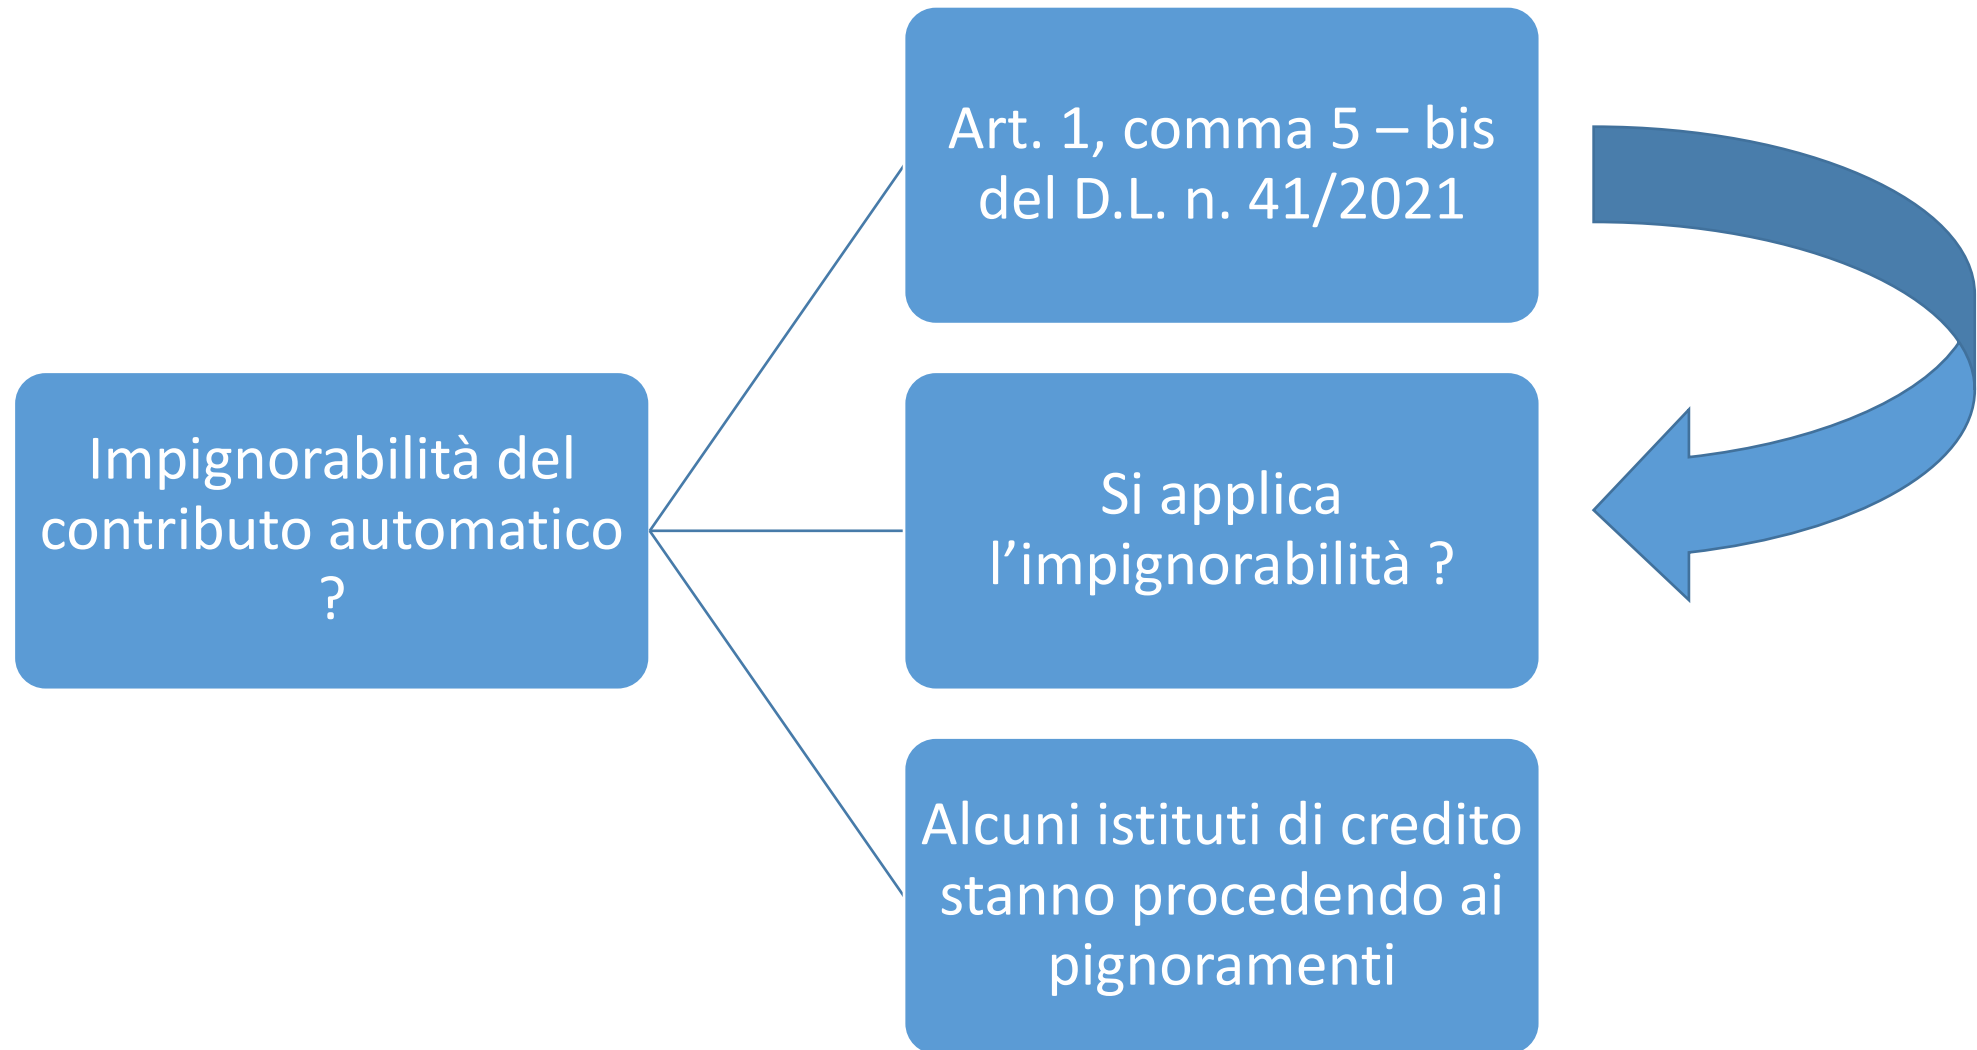 Impignorabilità del
contributo automatico
?
Art. 1, comma 5 – bis
del D.L. n. 41/2021
Si applica
l’impignorabilità ?
Alcuni istituti di credito
stanno procedendo ai
pignoramenti